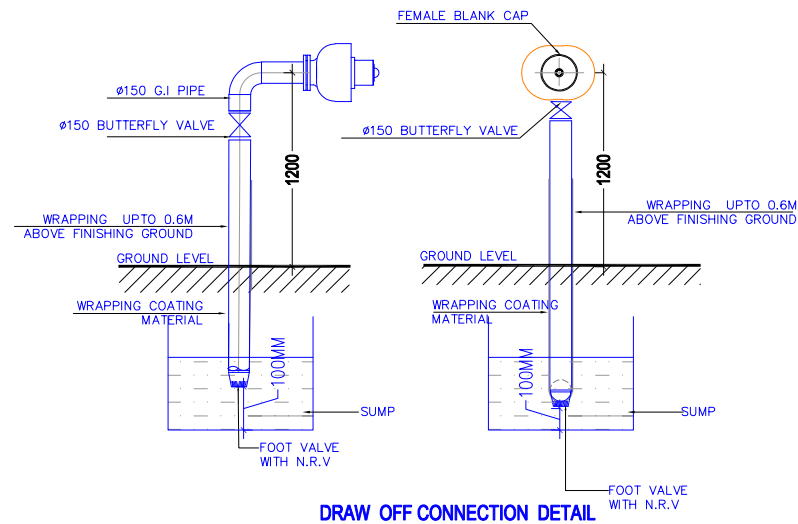 FEMALE BLANK CAP
ø150 G.I PIPE
ø150 BUTTERFLY VALVE
ø150 BUTTERFLY VALVE
1200
1200
WRAPPING UPTO 0.6M
ABOVE FINISHING GROUND
WRAPPING UPTO 0.6M
ABOVE FINISHING GROUND
GROUND LEVEL
GROUND LEVEL
WRAPPING COATING
MATERIAL
WRAPPING COATING
MATERIAL
100MM
100MM
SUMP
SUMP
FOOT VALVE
WITH N.R.V
FOOT VALVE
WITH N.R.V
DRAW OFF CONNECTION DETAIL